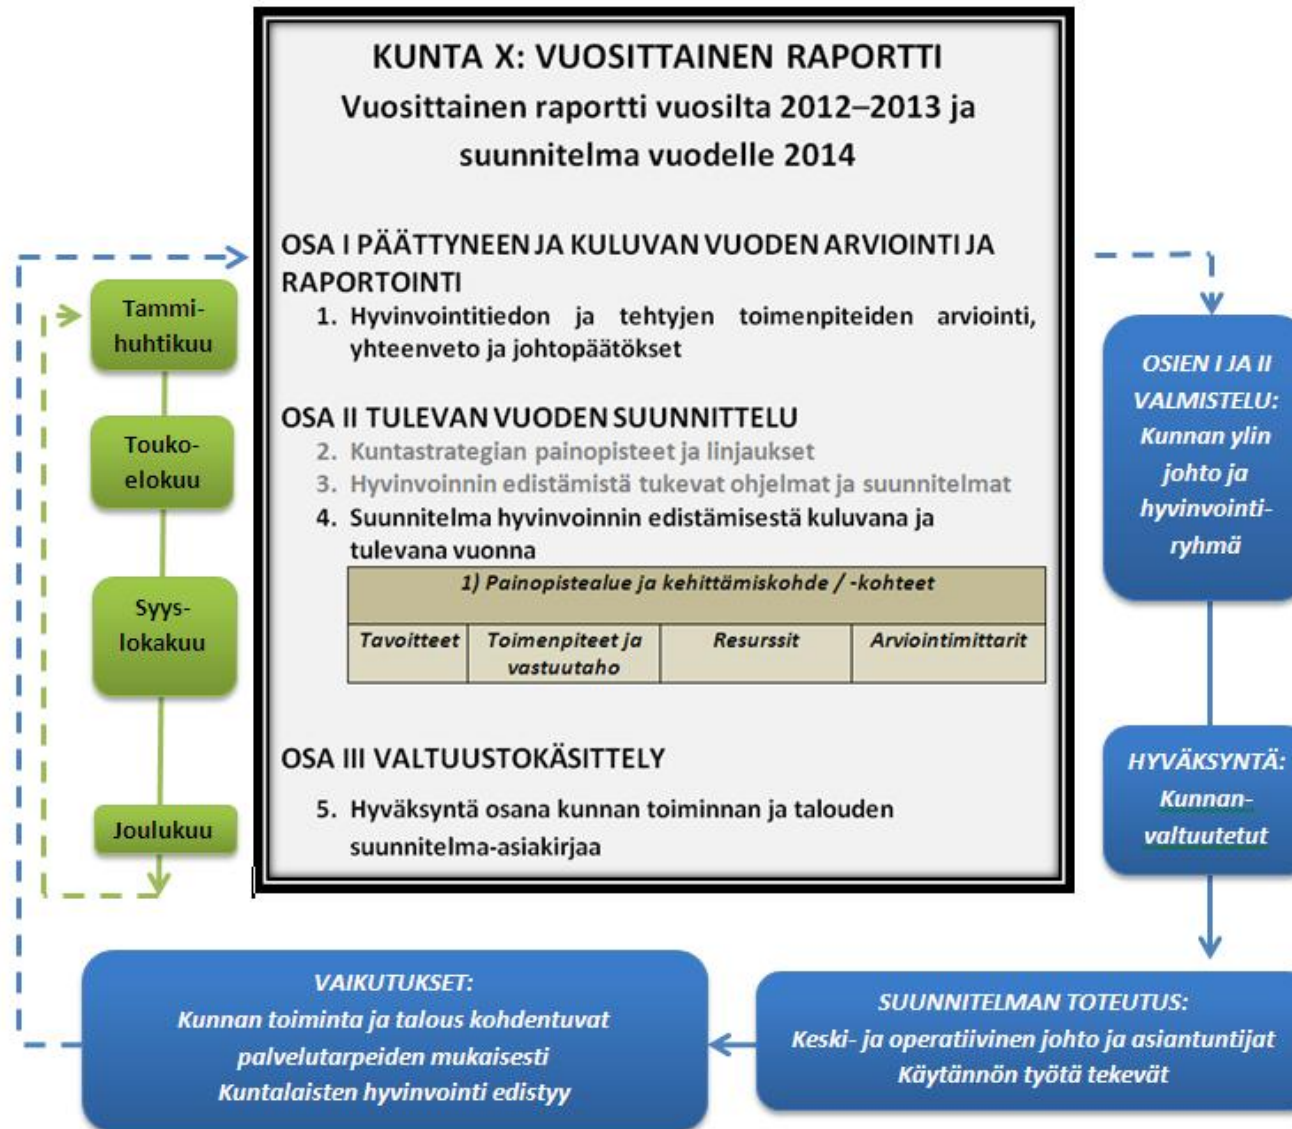 KUNTA X: VUOSITTAINEN RAPORTTI
Vuosittainen raportti vuosilta 2012–2013 ja
suunnitelma vuodelle 2014
OSA I PÄÄTTYNEEN JA KULUVAN VUODEN ARVIOINTI JA
RAPORTOINTI
1. Hyvinvointitiedon ja tehtyjen toimenpiteiden arviointi,
yhteenveto ja johtopäätökset
OSA II TULEVAN VUODEN SUUNNITTELU
2. Kuntastrategian painopisteet ja linjaukset
3. Hyvinvoinnin edistämistä tukevat ohjelmat ja suunnitelmat
4. Suunnitelma hyvinvoinnin edistämisestä kuluvana ja
tulevana vuonna
1) Painopistealue ja kehittämiskohde / -kohteet
Tavoitteet
Toimenpiteet ja
vastuutaho
Resurssit
Arviointimittarit
OSA III VALTUUSTOKÄSITTELY
5. Hyväksyntä osana kunnan toiminnan ja talouden
suunnitelma-asiakirjaa
Tammi-
huhtikuu
Touko-
elokuu
Syys-
lokakuu
Joulukuu
OSIEN I JA II
VALMISTELU:
Kunnan ylin
johto ja
hyvinvointi-
ryhmä
HYVÄKSYNTÄ:
Kunnan-
valtuutetut
SUUNNITELMAN TOTEUTUS:
Keski- ja operatiivinen johto ja asiantuntijat
Käytännön työtä tekevät
VAIKUTUKSET:
Kunnan toiminta ja talous kohdentuvat
palvelutarpeiden mukaisesti
Kuntalaisten hyvinvointi edistyy